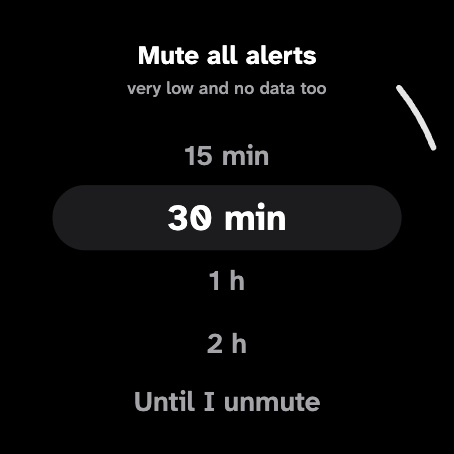 Mute all alerts
very low and no data too
15 min
30 min
1 h
2 h
Until I unmute